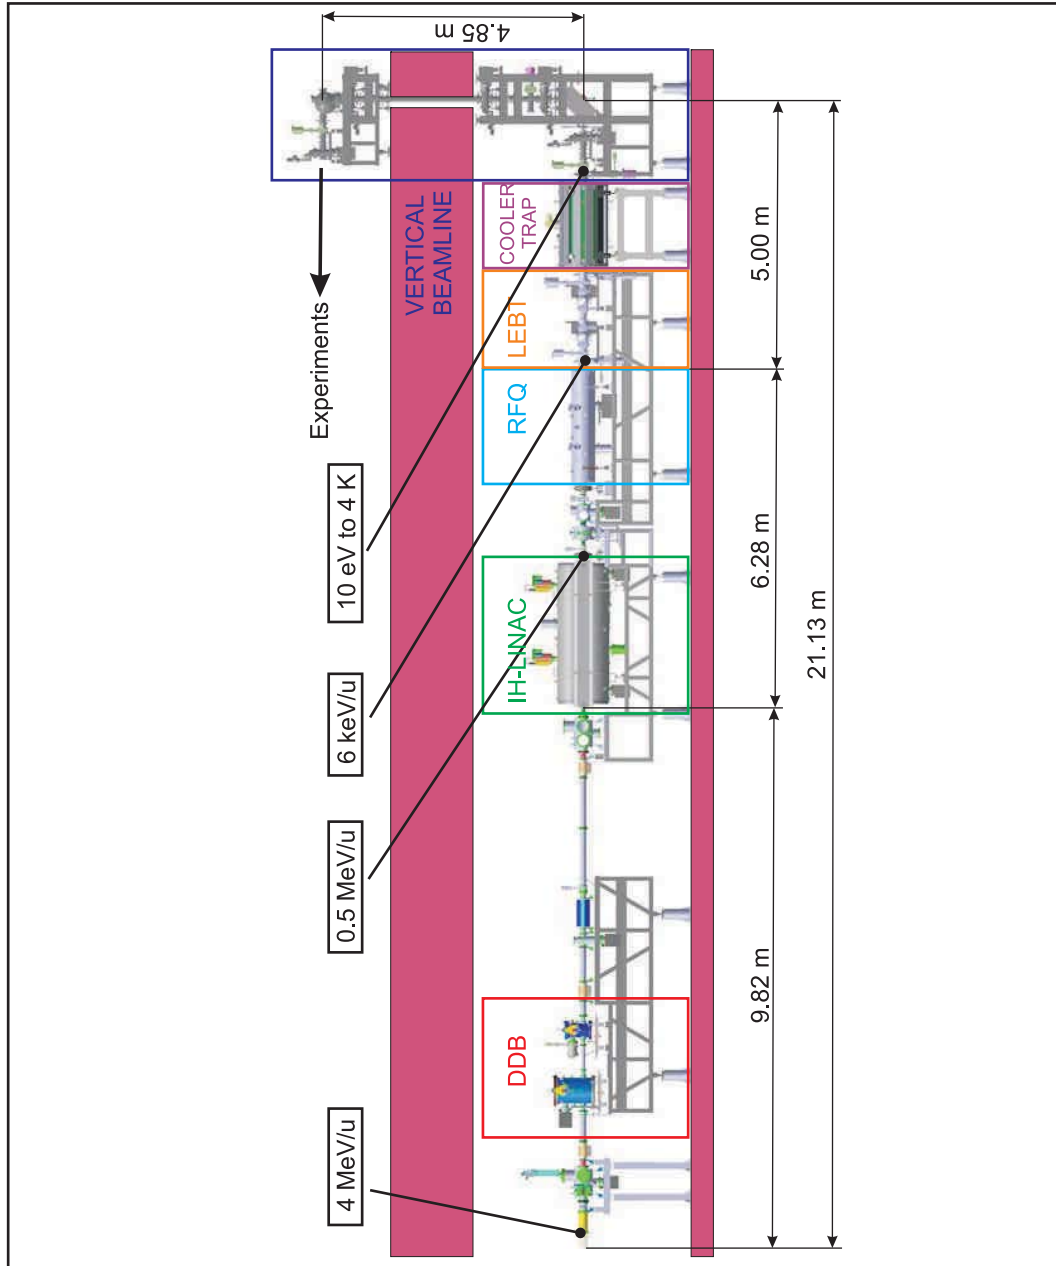 4 MeV/u
0.5 MeV/u
6 keV/u
10 eV to 4 K
Experiments
VERTICAL
BEAMLINE
DDB
IH-LINAC
RFQ
LEBT
COOLER
TRAP
4.85 m
9.82 m
6.28 m
5.00 m
21.13 m